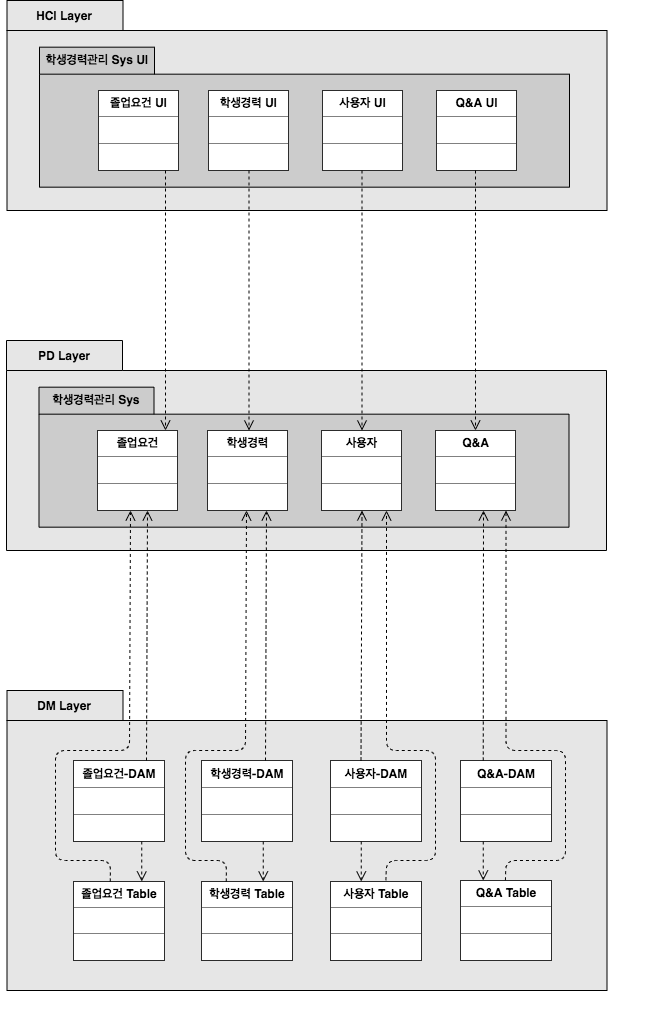 HCI Layer
학생경력관리 Sys UI
졸업요건 UI
학생경력 UI
사용자 UI
Q&A UI
PD Layer
학생경력관리 Sys
졸업요건
학생경력
사용자
Q&A
DM Layer
졸업요건-DAM
학생경력-DAM
사용자-DAM
Q&A-DAM
졸업요건 Table
학생경력 Table
사용자 Table
Q&A Table